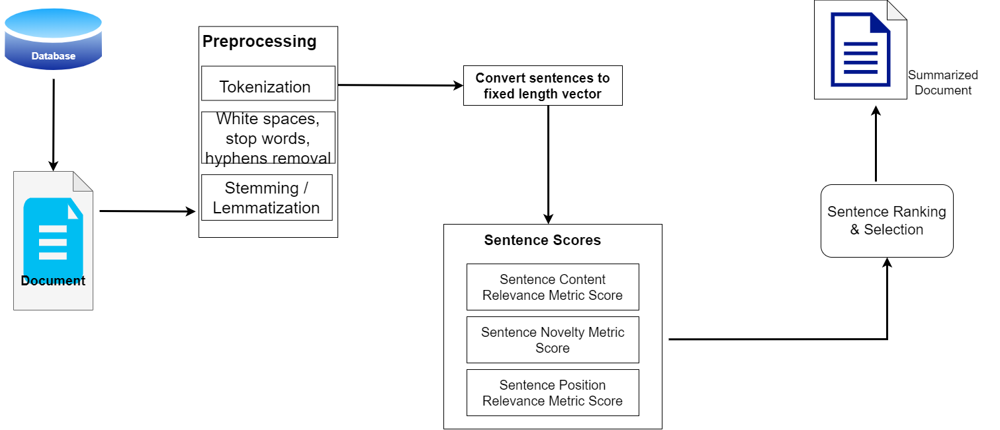 Database
Document
Preprocessing
Tokenization
White spaces,
stop words,
hyphens removal
Stemming /
Lemmatization
Convert sentences to
fixed length vector
Sentence Scores
Sentence Content
Relevance Metric Score
Sentence Novelty Metric
Score
Sentence Position
Relevance Metric Score
Sentence Ranking
& Selection
Summarized
Document